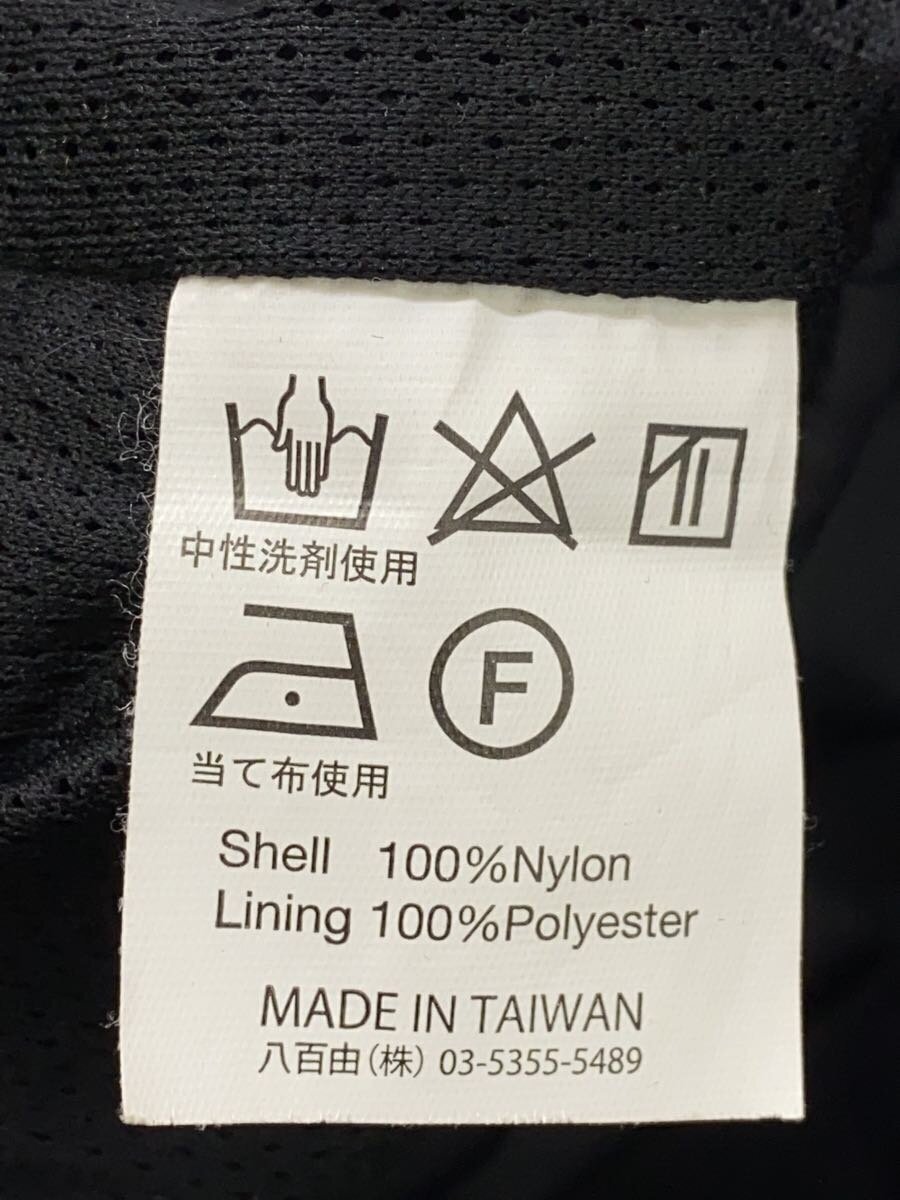 中性洗剤使用
F
当て布使用
Shell 100%Nylon
Lining 100%Polyester
MADE IN TAIWAN
八百由(株) 03-5355-5489